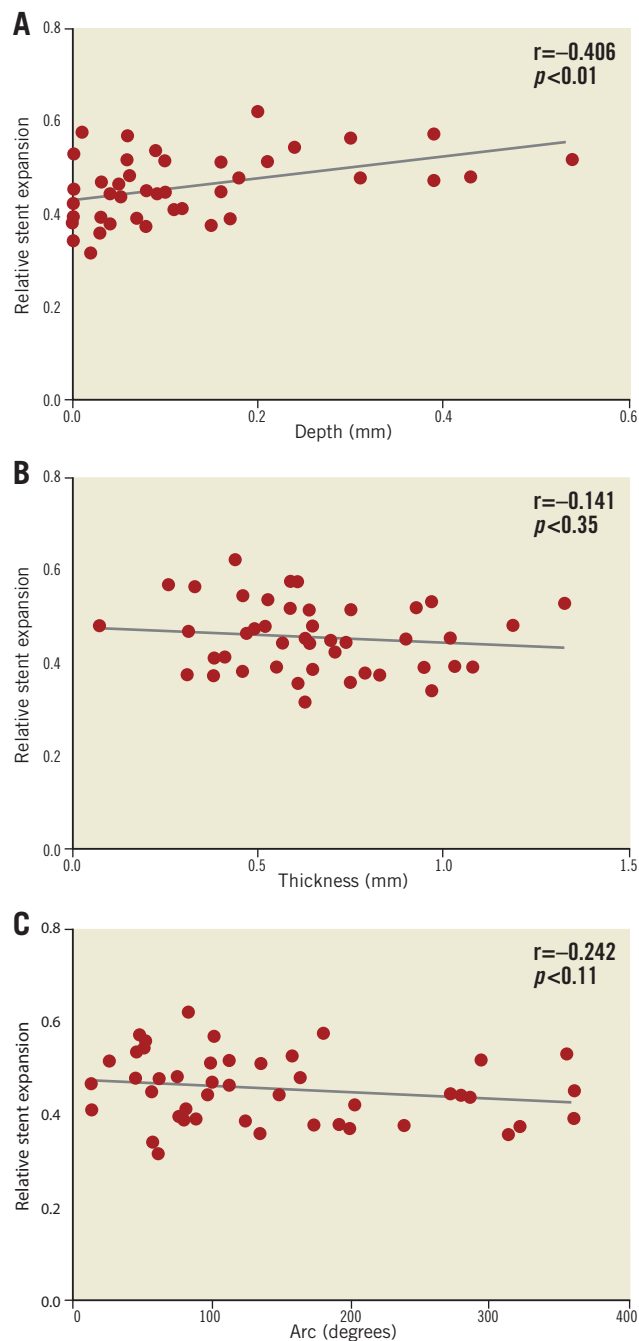 A
0.8
r=–0.406
p<0.01
0.6
Relative stent expansion
0.4
0.2
0.0
0.0 0.2 0.4 0.6
Depth (mm)
B
0.8
r=–0.141
p<0.35
0.6
Relative stent expansion
0.4
0.2
0.0
0.0 0.5 1.0 1.5
Thickness (mm)
C
0.8
r=–0.242
p<0.11
0.6
Relative stent expansion
0.4
0.2
0.0
0 100 200 300 400
Arc (degrees)